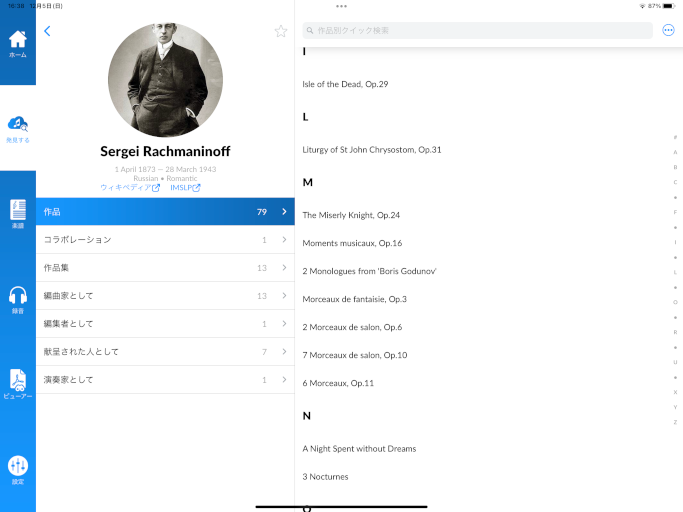 16:38 12月5日(日)
87%
ホーム
発見する
楽譜
録音
ビューアー
設定
Sergei Rachmaninoff
1 April 1873 — 28 March 1943
Russian • Romantic
ウィキペディア IMSLP
作品 79
コラボレーション 1
作品集 13
編曲家として 13
編集者として 1
献呈された人として 7
演奏家として 1
作品別クイック検索
I
Isle of the Dead, Op.29
L
Liturgy of St John Chrysostom, Op.31
M
The Miserly Knight, Op.24
Moments musicaux, Op.16
2 Monologues from 'Boris Godunov'
Morceaux de fantaisie, Op.3
2 Morceaux de salon, Op.6
7 Morceaux de salon, Op.10
6 Morceaux, Op.11
N
A Night Spent without Dreams
3 Nocturnes
O
#
A
B
C
•
F
•
I
•
L
•
O
•
R
•
U
•
X
Y
Z